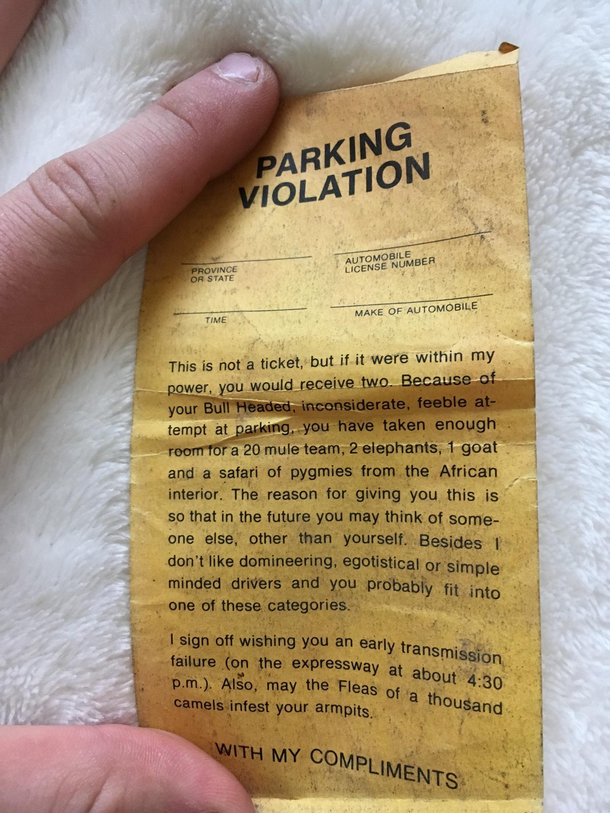 PARKING
VIOLATION
PROVINCE
OR STATE
AUTOMOBILE
LICENSE NUMBER
TIME
MAKE OF AUTOMOBILE
This is not a ticket, but if it were within my
power, you would receive two. Because of
your Bull Headed, inconsiderate, feeble at-
tempt at parking, you have taken enough
room for a 20 mule team, 2 elephants, 1 goat
and a safari of pygmies from the African
interior. The reason for giving you this is
so that in the future you may think of some-
one else, other than yourself. Besides I
don't like domineering, egotistical or simple
minded drivers and you probably fit into
one of these categories.
I sign off wishing you an early transmission
failure (on the expressway at about 4:30
p.m.). Also, may the Fleas of a thousand
camels infest your armpits.
WITH MY COMPLIMENTS